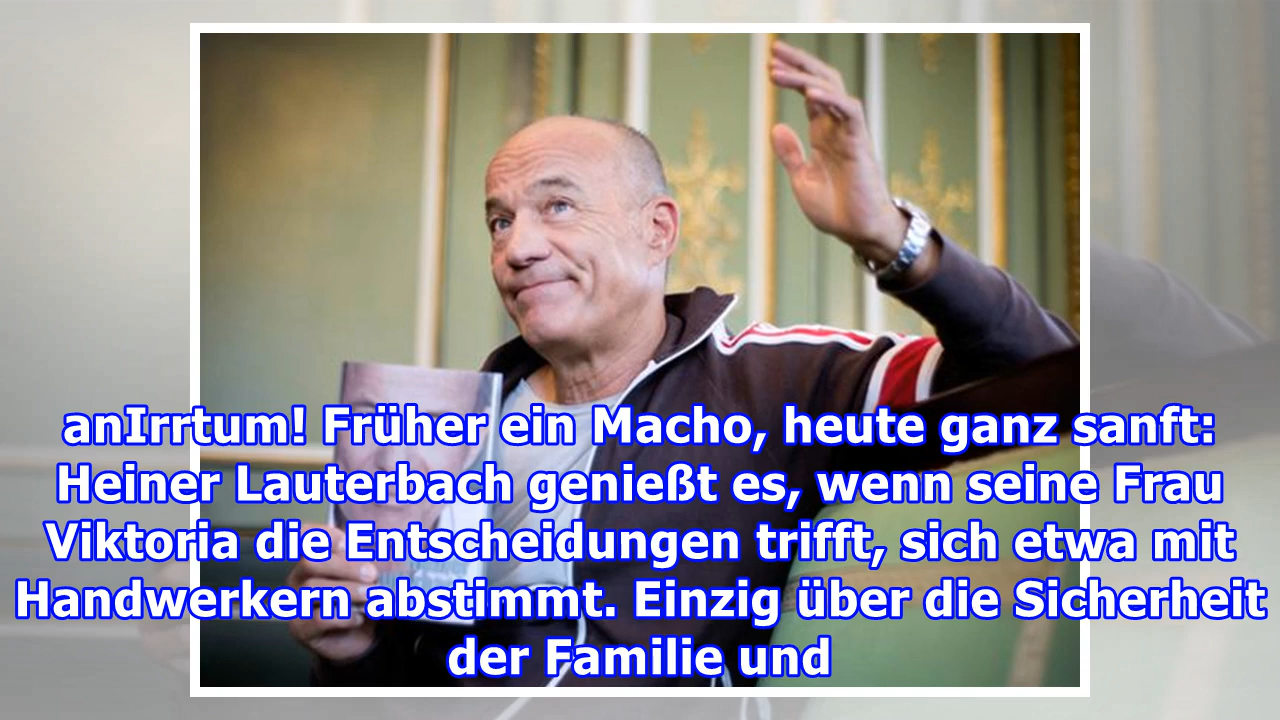 anIrrtum! Früher ein Macho, heute ganz sanft:
Heiner Lauterbach genießt es, wenn seine Frau
Viktoria die Entscheidungen trifft, sich etwa mit
Handwerkern abstimmt. Einzig über die Sicherheit
der Familie und